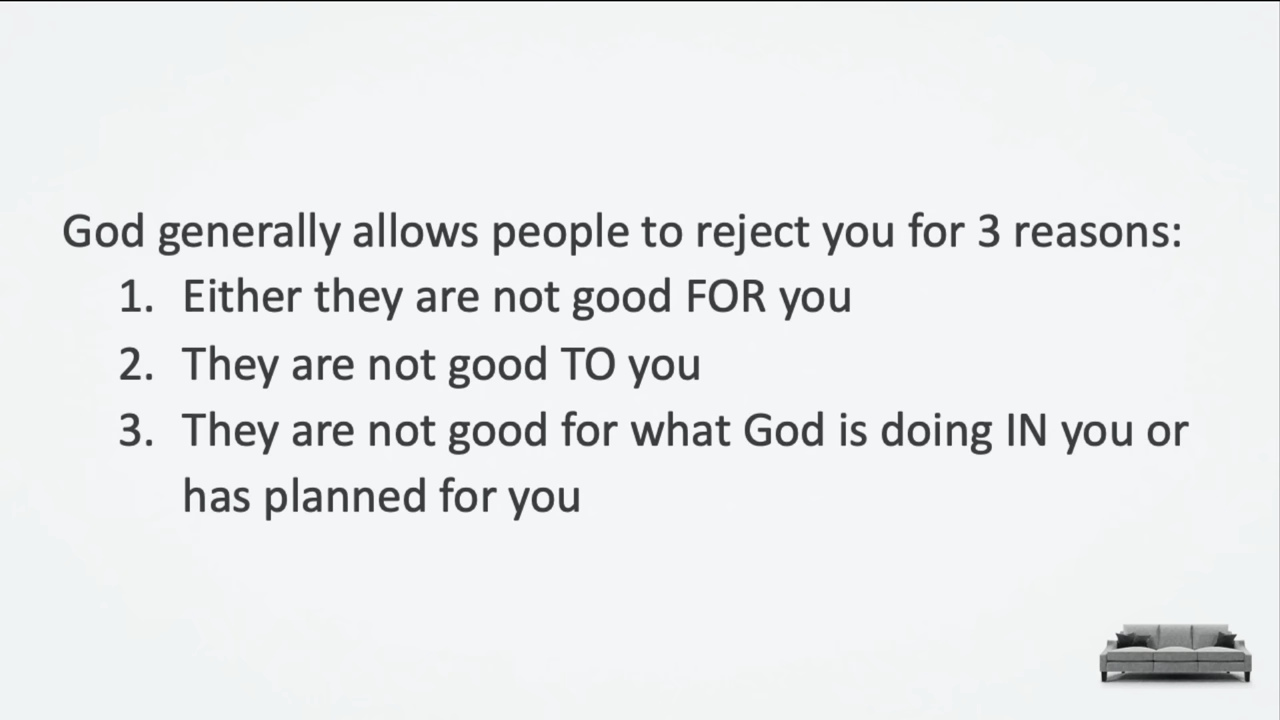 God generally allows people to reject you for 3 reasons:
1. Either they are not good FOR you
2. They are not good TO you
3. They are not good for what God is doing IN you or
has planned for you